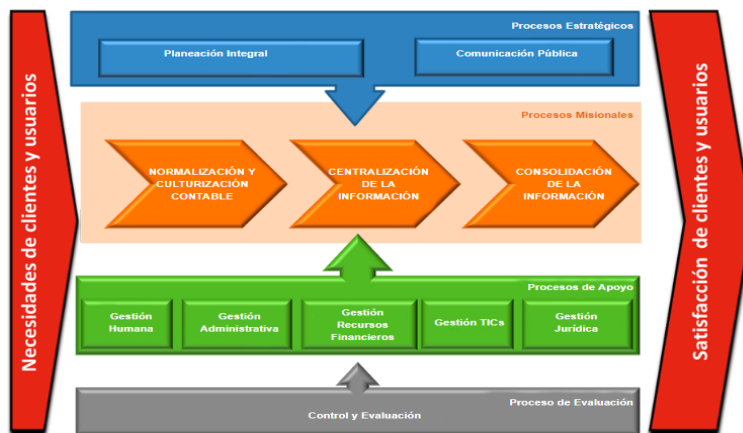 Necesidades de clientes y usuarios
Procesos Estratégicos
Planeación Integral
Comunicación Pública
Procesos Misionales
NORMALIZACIÓN Y
CULTURIZACIÓN
CONTABLE
CENTRALIZACIÓN
DE LA
INFORMACIÓN
CONSOLIDACIÓN
DE LA
INFORMACIÓN
Procesos de Apoyo
Gestión
Humana
Gestión
Administrativa
Gestión
Recursos
Financieros
Gestión TICs
Gestión
Jurídica
Proceso de Evaluación
Control y Evaluación
Satisfacción de clientes y usuarios